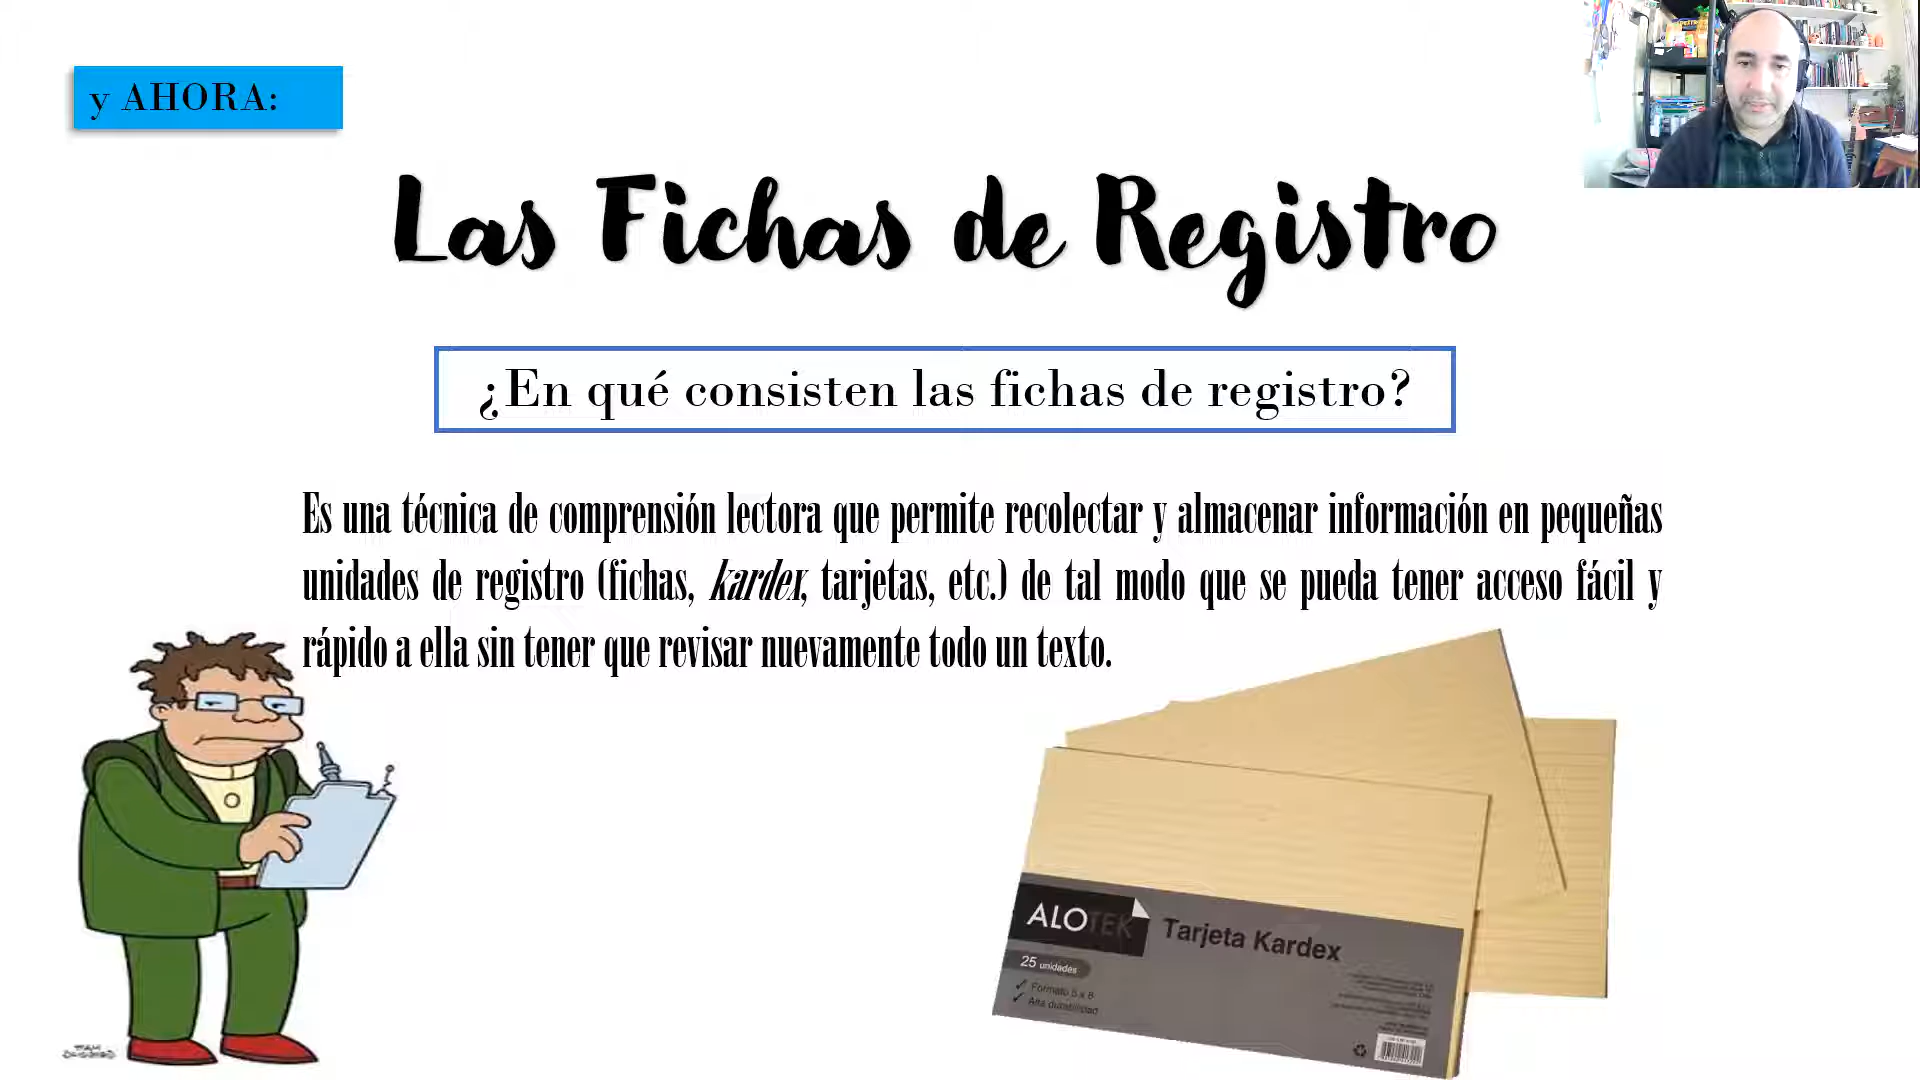 y AHORA:
Las Fichas de Registro
¿En qué consisten las fichas de registro?
Es una técnica de comprensión lectora que permite recolectar y almacenar información en pequeñas
unidades de registro (fichas, kardex, tarjetas, etc.) de tal modo que se pueda tener acceso fácil y
rápido a ella sin tener que revisar nuevamente todo un texto.
ALOTEK
Tarjeta Kardex
25 unidades
✓ Formato 5 x 8
✓ Alta durabilidad